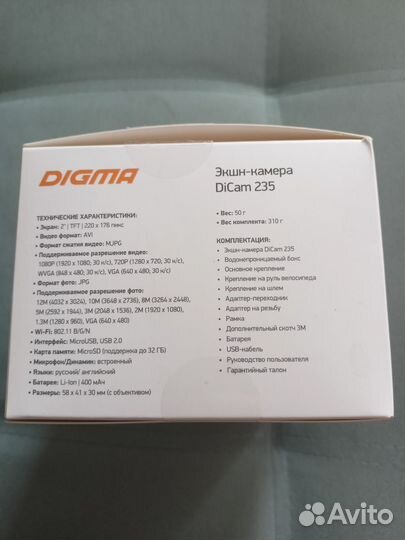 DIGMA
Экшн-камера
DiCam 235
ТЕХНИЧЕСКИЕ ХАРАКТЕРИСТИКИ:
• Экран: 2" | TFT | 220 x 176 пикс
• Видео формат: AVI
• Формат сжатия видео: MJPG
• Поддерживаемое разрешение видео:
1080P (1920 x 1080; 30 к/с), 720P (1280 x 720, 30 к/с),
WVGA (848 x 480; 30 к/с), VGA (640 x 480; 30 к/с)
• Формат фото: JPG
• Поддерживаемое разрешение фото:
12M (4032 x 3024), 10M (3648 x 2736), 8M (3264 x 2448),
5M (2592 x 1944), 3M (2048 x 1536), 2M (1920 x 1080),
1.3M (1280 x 960), VGA (640 x 480)
• Wi-Fi: 802.11 B/G/N
• Интерфейс: MicroUSB, USB 2.0
• Карта памяти: MicroSD (поддержка до 32 ГБ)
• Микрофон/Динамик: встроенный
• Языки: русский/ английский
• Батарея: Li-Ion | 400 мАч
• Размеры: 58 x 41 x 30 мм (с объективом)
• Вес: 50 г
• Вес комплекта: 310 г
КОМПЛЕКТАЦИЯ:
• Экшн-камера DiCam 235
• Водонепроницаемый бокс
• Основное крепление
• Крепление на руль велосипеда
• Крепление на шлем
• Адаптер-переходник
• Адаптер на резьбу
• Рамка
• Дополнительный скотч 3M
• Батарея
• USB-кабель
• Руководство пользователя
• Гарантийный талон
Avito